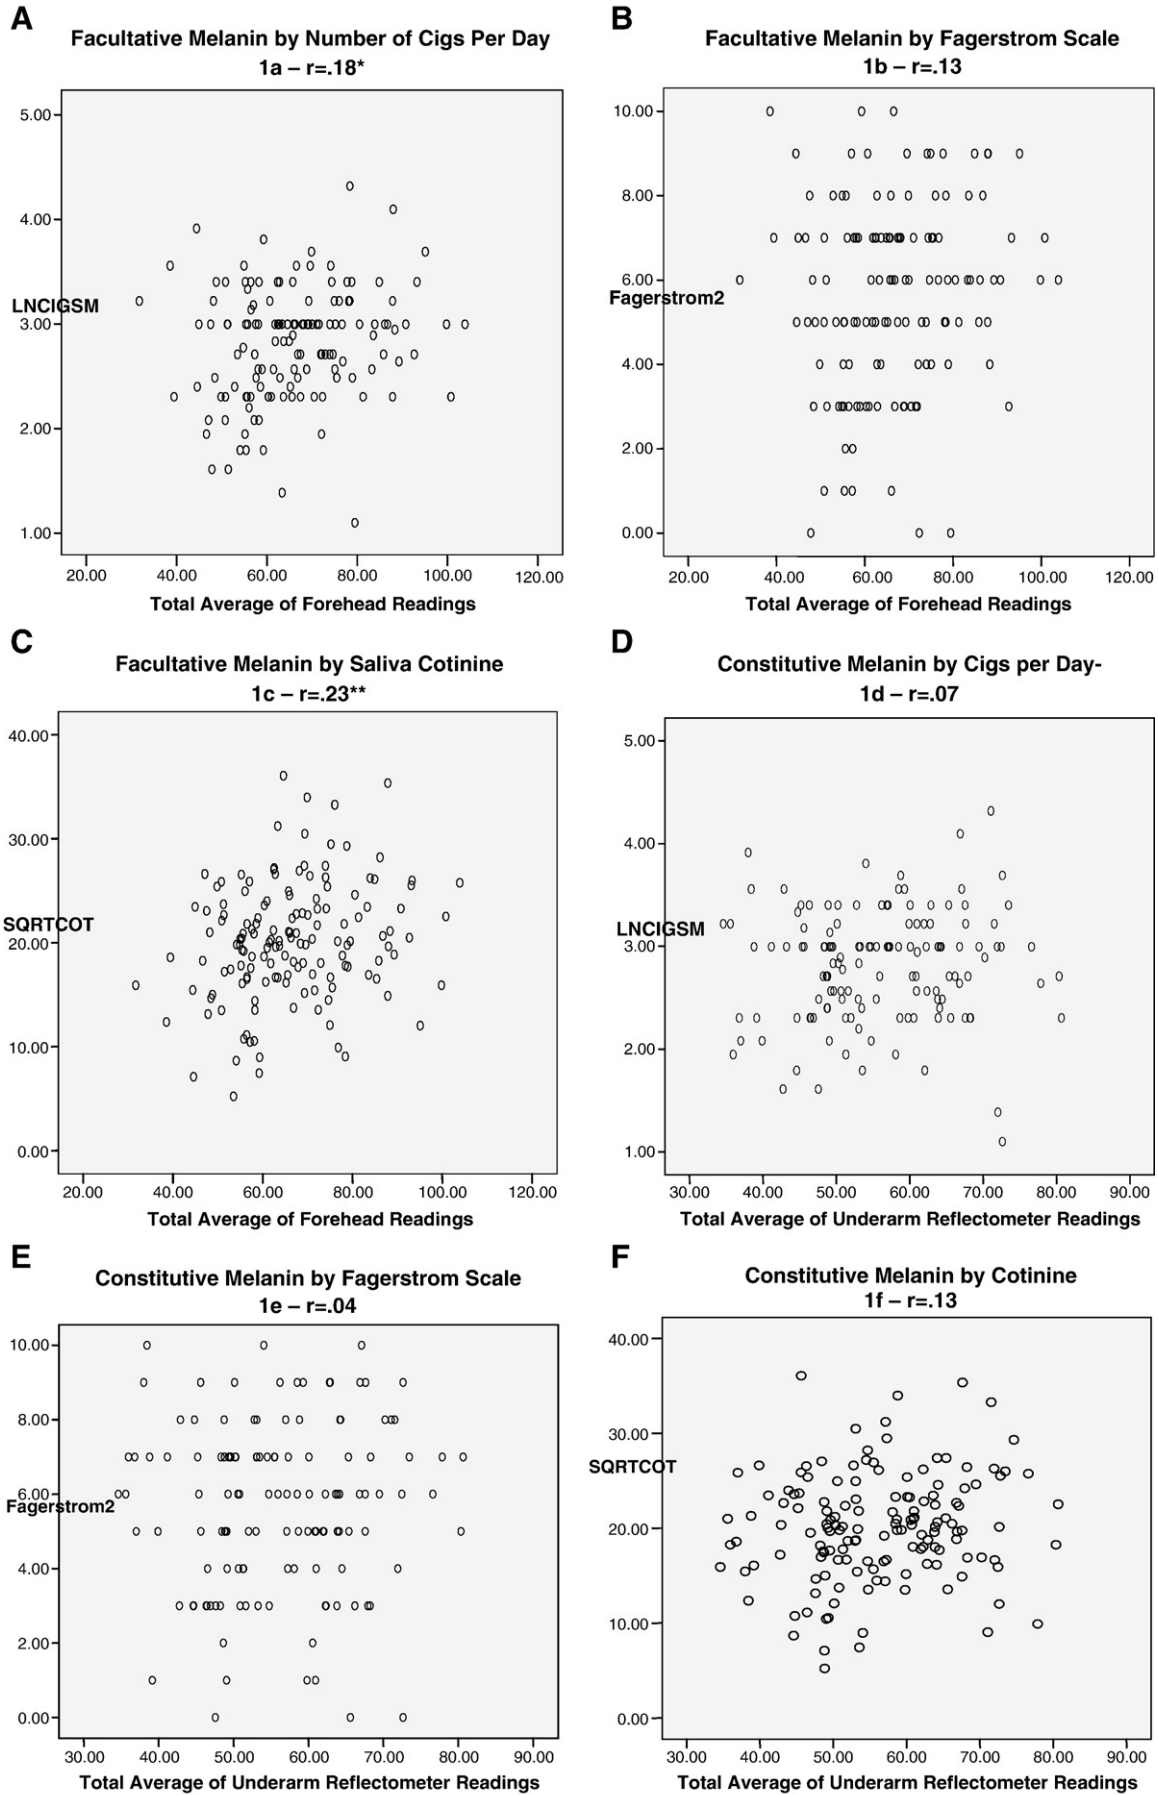 A
Facultative Melanin by Number of Cigs Per Day
1a – r=.18*
5.00
4.00
LNCIGSM
3.00
2.00
1.00
20.00 40.00 60.00 80.00 100.00 120.00
Total Average of Forehead Readings
B
Facultative Melanin by Fagerstrom Scale
1b – r=.13
10.00
8.00
6.00
Fagerstrom2
4.00
2.00
0.00
20.00 40.00 60.00 80.00 100.00 120.00
Total Average of Forehead Readings
C
Facultative Melanin by Saliva Cotinine
1c – r=.23**
40.00
30.00
SQRTCOT
20.00
10.00
0.00
20.00 40.00 60.00 80.00 100.00 120.00
Total Average of Forehead Readings
D
Constitutive Melanin by Cigs per Day-
1d – r=.07
5.00
4.00
LNCIGSM
3.00
2.00
1.00
30.00 40.00 50.00 60.00 70.00 80.00 90.00
Total Average of Underarm Reflectometer Readings
E
Constitutive Melanin by Fagerstrom Scale
1e – r=.04
10.00
8.00
6.00
Fagerstrom2
4.00
2.00
0.00
30.00 40.00 50.00 60.00 70.00 80.00 90.00
Total Average of Underarm Reflectometer Readings
F
Constitutive Melanin by Cotinine
1f – r=.13
40.00
30.00
SQRTCOT
20.00
10.00
0.00
30.00 40.00 50.00 60.00 70.00 80.00 90.00
Total Average of Underarm Reflectometer Readings